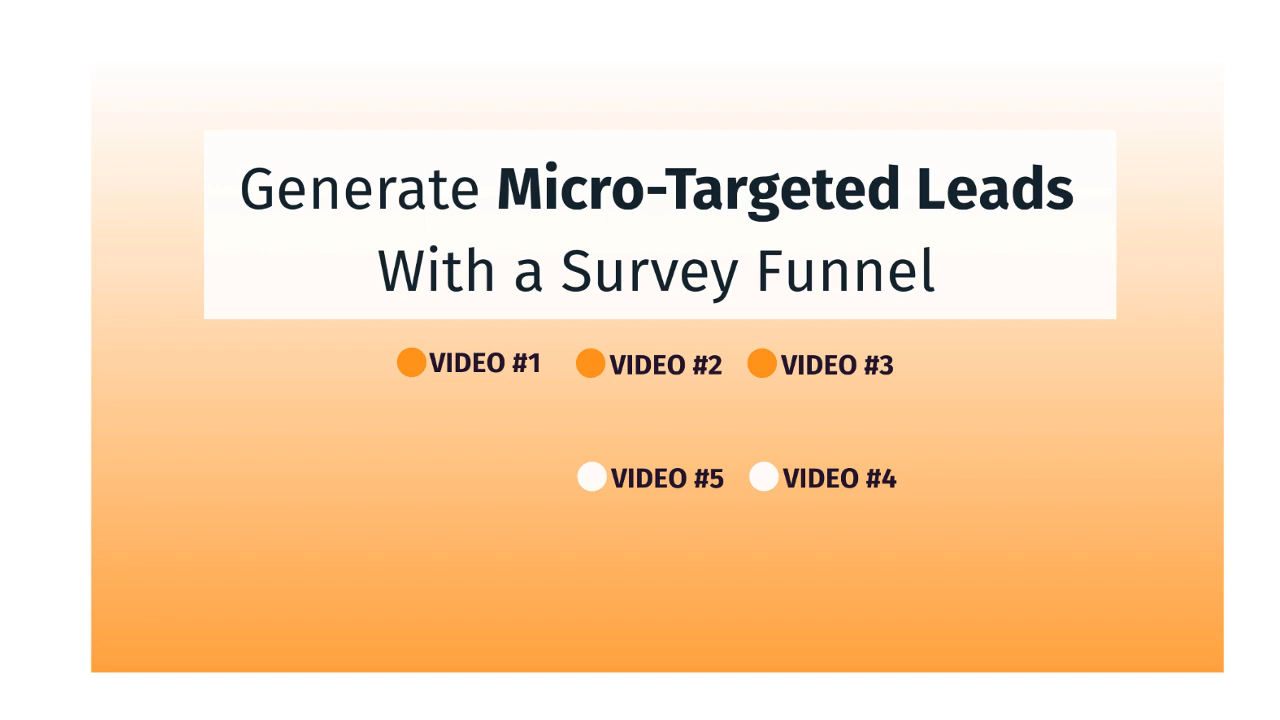 Generate Micro-Targeted Leads
With a Survey Funnel
VIDEO #1 VIDEO #2 VIDEO #3
VIDEO #5 VIDEO #4